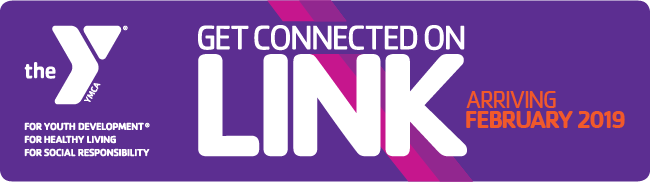 the Y®
YMCA
FOR YOUTH DEVELOPMENT®
FOR HEALTHY LIVING
FOR SOCIAL RESPONSIBILITY
GET CONNECTED ON
LINK
ARRIVING
FEBRUARY 2019